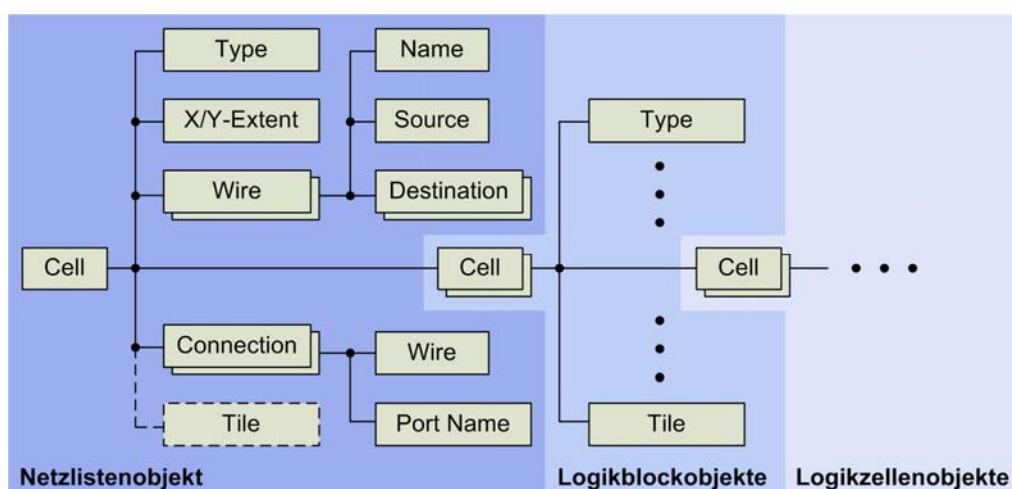 Type
Name
X/Y-Extent
Source
Type
Wire
Destination
Cell
Cell
Cell
Connection
Wire
Tile
Port Name
Tile
Netzlistenobjekt
Logikblockobjekte
Logikzellenobjekte